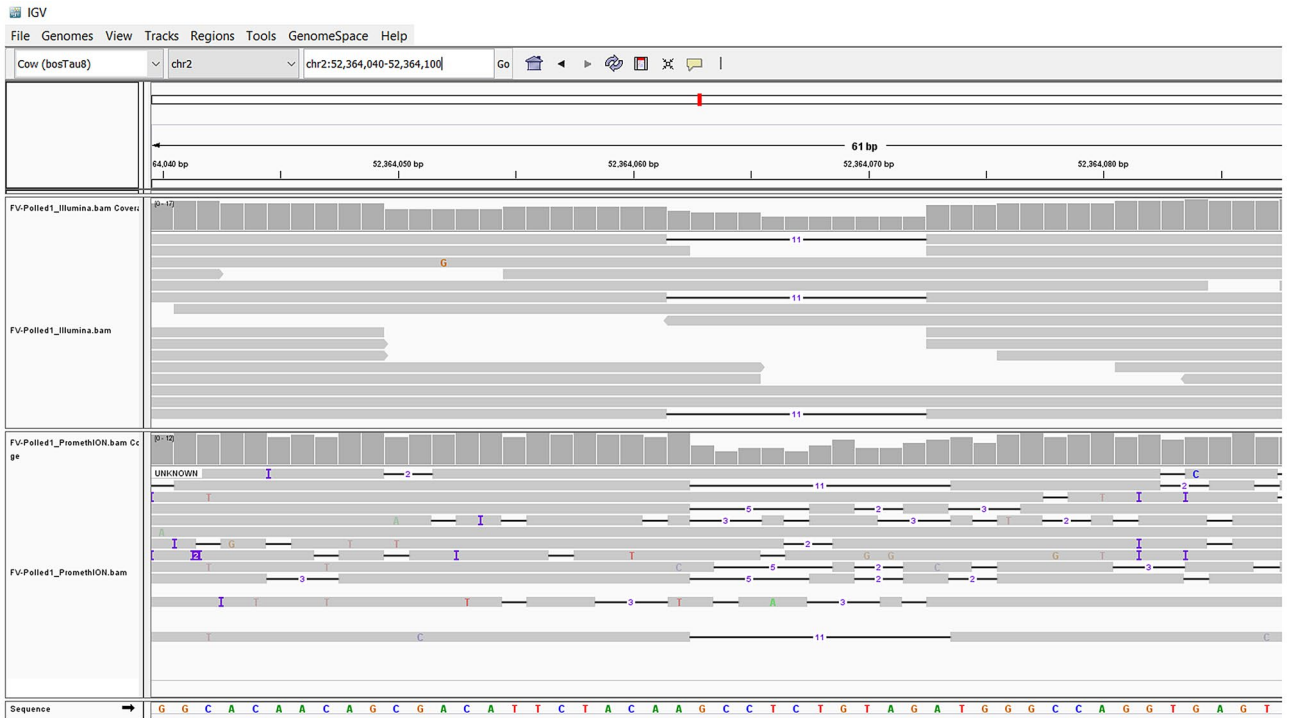 IGV
File Genomes View Tracks Regions Tools GenomeSpace Help
Cow (bosTau8) chr2 chr2:52,364,040-52,364,100 Go
61 bp
64,040 bp 52,364,050 bp 52,364,060 bp 52,364,070 bp 52,364,080 bp
FV-Polled1_Illumina.bam Covera [0 - 17]
11
G
11
FV-Polled1_Illumina.bam
11
FV-Polled1_PromethION.bam Co [0 - 12]
ge
UNKNOWN I 2 C
11 2
I T T I I
5 2 3
A I 3 3 T 2
A
I G T T 2 I
I 2 I T G G G T I I
T T C 5 2 C 3
FV-Polled1_PromethION.bam
3 5 2 2
I T T T 3 T A 3
T C 11 C
Sequence G G C A C A A C A G C G A C A T T C T A C A A G C C T C T G T A G A T G G G C C A G G T G A G T